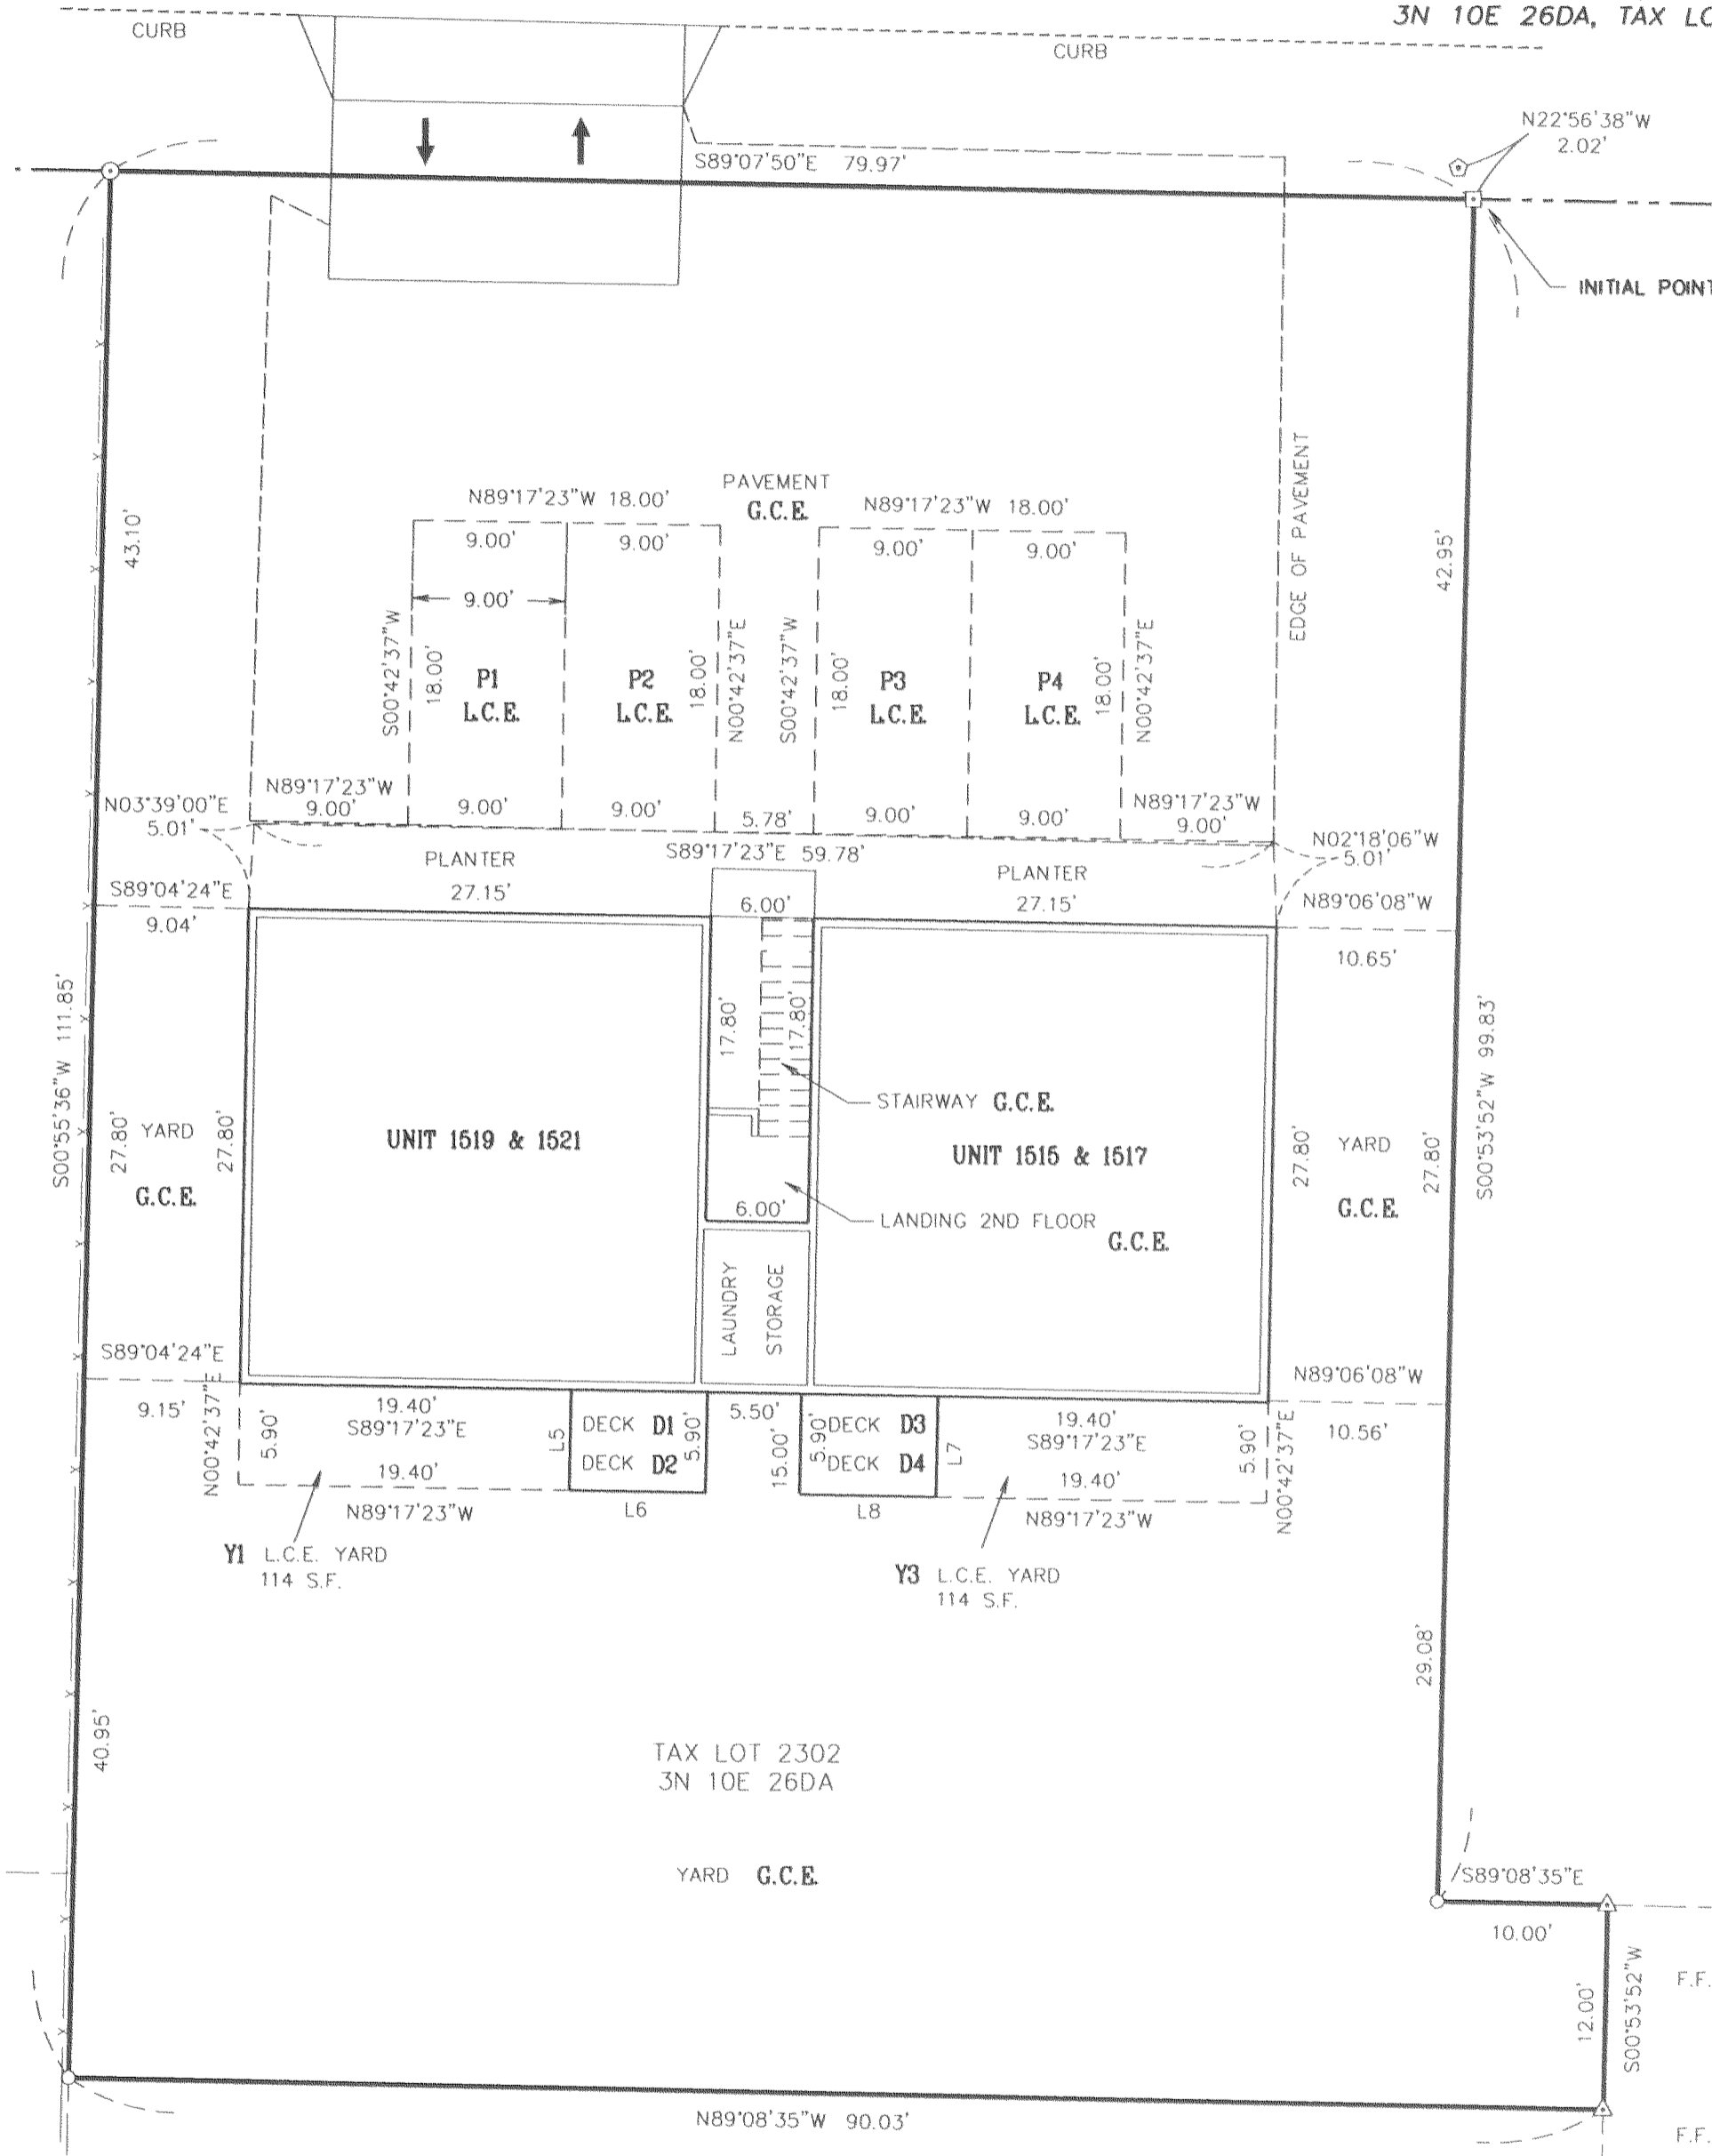 3N 10E 26DA, TAX
CURB
CURB
N22°56'38"W
2.02'
S89°07'50"E 79.97'
INITIAL POINT
EDGE OF PAVEMENT
PAVEMENT
G.C.E.
N89°17'23"W 18.00'
N89°17'23"W 18.00'
9.00'
9.00'
9.00'
9.00'
9.00'
43.10'
42.95'
S00°42'37"W
18.00'
P1
L.C.E.
P2
L.C.E.
18.00'
N00°42'37"E
S00°42'37"W
18.00'
P3
L.C.E.
P4
L.C.E.
18.00'
N00°42'37"E
N03°39'00"E
5.01'
N89°17'23"W
9.00'
9.00'
9.00'
5.78'
9.00'
9.00'
N89°17'23"W
9.00'
N02°18'06"W
5.01'
S89°17'23"E 59.78'
PLANTER
27.15'
PLANTER
27.15'
6.00'
S89°04'24"E
9.04'
N89°06'08"W
10.65'
S00°55'36"W 111.85'
S00°53'52"W 99.83'
17.80'
17.80'
STAIRWAY G.C.E.
27.80'
YARD
G.C.E.
27.80'
UNIT 1519 & 1521
UNIT 1515 & 1517
27.80'
YARD
G.C.E.
27.80'
6.00'
LANDING 2ND FLOOR
G.C.E.
LAUNDRY
STORAGE
S89°04'24"E
9.15'
N89°06'08"W
10.56'
N00°42'37"E
5.90'
19.40'
S89°17'23"E
19.40'
N89°17'23"W
L5
DECK D1
DECK D2
5.90'
L6
5.50'
15.00'
5.90'
DECK D3
DECK D4
L7
L8
19.40'
S89°17'23"E
19.40'
N89°17'23"W
5.90'
N00°42'37"E
Y1 L.C.E. YARD
114 S.F.
Y3 L.C.E. YARD
114 S.F.
40.95'
29.08'
TAX LOT 2302
3N 10E 26DA
YARD G.C.E.
S89°08'35"E
10.00'
12.00'
S00°53'52"W
F.F.
N89°08'35"W 90.03'
F.F.